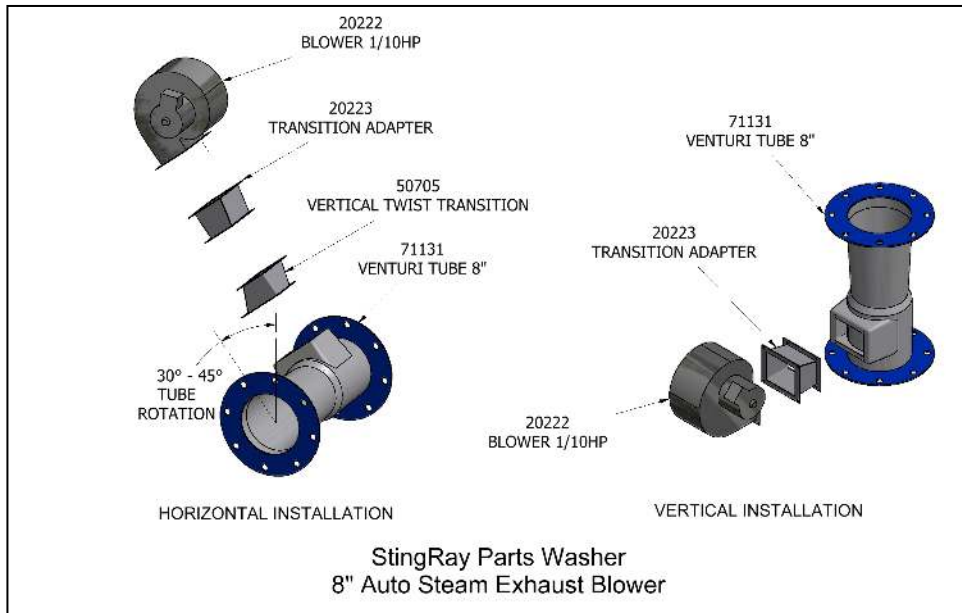 20222
BLOWER 1/10HP
20223
TRANSITION ADAPTER
50705
VERTICAL TWIST TRANSITION
71131
VENTURI TUBE 8"
30º - 45º
TUBE
ROTATION
HORIZONTAL INSTALLATION
71131
VENTURI TUBE 8"
20223
TRANSITION ADAPTER
20222
BLOWER 1/10HP
VERTICAL INSTALLATION
StingRay Parts Washer
8" Auto Steam Exhaust Blower